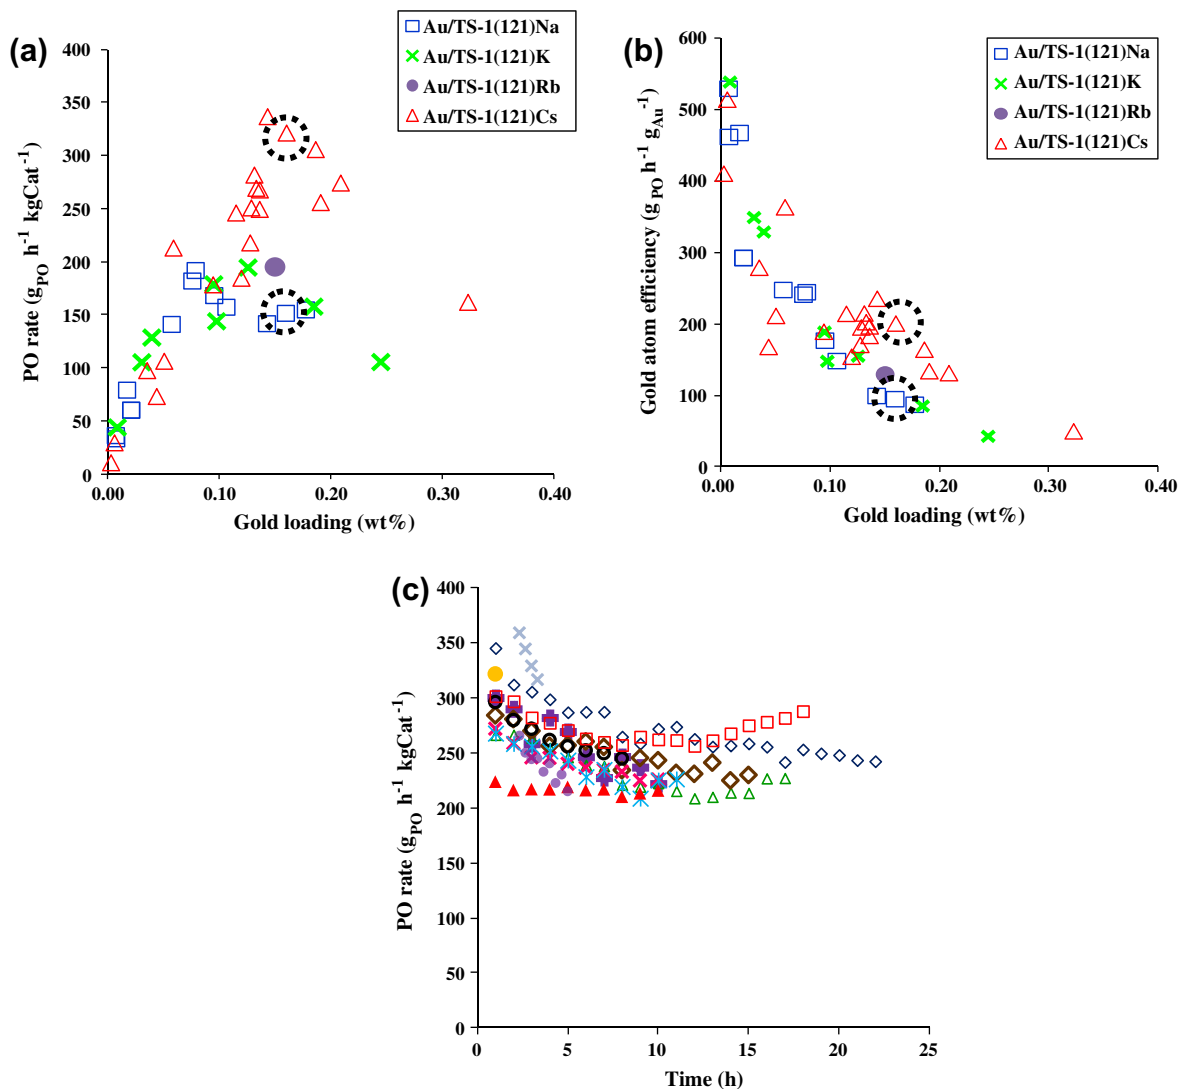 (a)
Au/TS-1(121)Na
Au/TS-1(121)K
Au/TS-1(121)Rb
Au/TS-1(121)Cs
PO rate (gPO h-1 kgCat-1)
400
350
300
250
200
150
100
50
0
0.00 0.10 0.20 0.30 0.40
Gold loading (wt%)
(b)
Au/TS-1(121)Na
Au/TS-1(121)K
Au/TS-1(121)Rb
Au/TS-1(121)Cs
Gold atom efficiency (gPO h-1 gAu-1)
600
500
400
300
200
100
0
0.00 0.10 0.20 0.30 0.40
Gold loading (wt%)
(c)
PO rate (gPO h-1 kgCat-1)
400
350
300
250
200
150
100
50
0
0 5 10 15 20 25
Time (h)